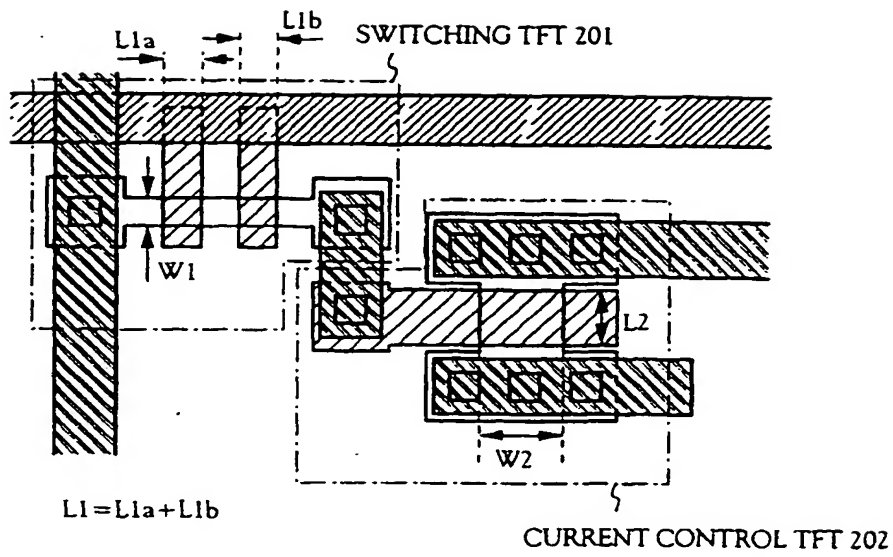 L1b
L1a
SWITCHING TFT 201
W1
L2
W2
L1=L1a+L1b
CURRENT CONTROL TFT 202